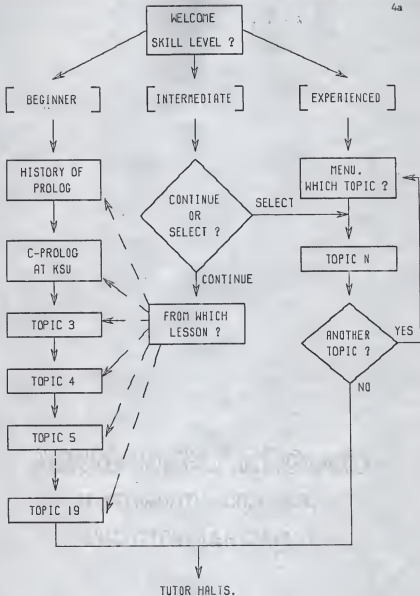 4a
WELCOME
SKILL LEVEL ?
[ BEGINNER ]
[ INTERMEDIATE ]
[ EXPERIENCED ]
HISTORY OF
PROLOG
C-PROLOG
AT KSU
TOPIC 3
TOPIC 4
TOPIC 5
TOPIC 19
CONTINUE
OR
SELECT ?
SELECT
CONTINUE
FROM WHICH
LESSON ?
MENU.
WHICH TOPIC ?
TOPIC N
ANOTHER
TOPIC ?
YES
NO
TUTOR HALTS.